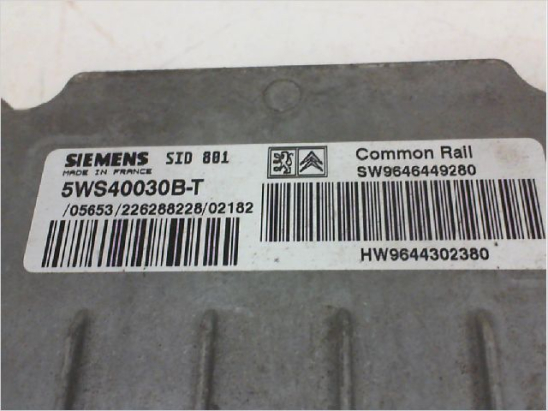 SIEMENS SID 801
MADE IN FRANCE
5WS40030B-T
/05653/226288228/02182
Common Rail
SW9646449280
HW9644302380